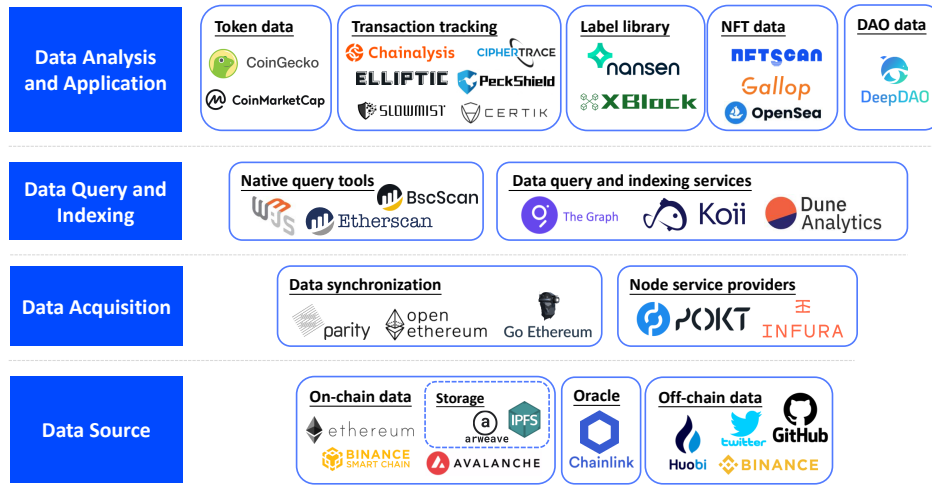 Data Analysis
and Application
Token data
CoinGecko
CoinMarketCap
Transaction tracking
Chainalysis
CIPHERTRACE
ELLIPTIC
PeckShield
SLOWMIST
CERTIK
Label library
nansen
XBlock
NFT data
NFTSCAN
Gallop
OpenSea
DAO data
DeepDAO
Data Query and
Indexing
Native query tools
W3JS
Etherscan
BscScan
Data query and indexing services
The Graph
Koii
Dune
Analytics
Data Acquisition
Data synchronization
parity
open
ethereum
Go Ethereum
Node service providers
POKT
INFURA
Data Source
On-chain data
ethereum
BINANCE
SMART CHAIN
Storage
a
arweave
IPFS
AVALANCHE
Oracle
Chainlink
Off-chain data
Huobi
twitter
GitHub
BINANCE